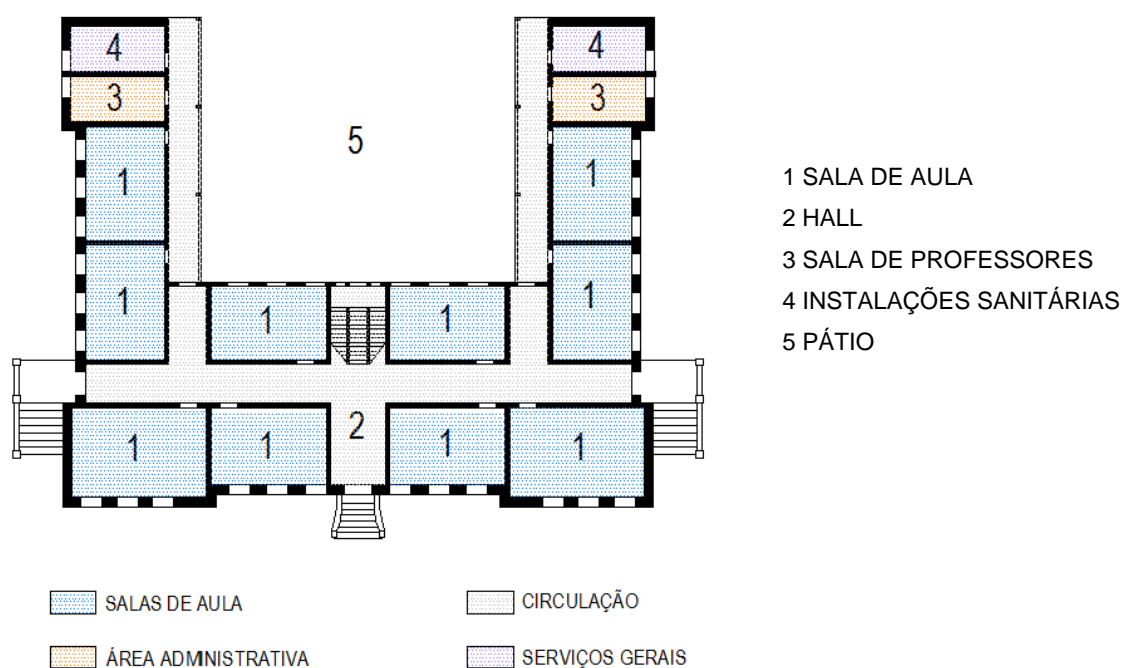 4
4
3
3
5
1
1
1
1
1
1
1
1
2
1
1
1 SALA DE AULA
2 HALL
3 SALA DE PROFESSORES
4 INSTALAÇÕES SANITÁRIAS
5 PÁTIO
SALAS DE AULA
CIRCULAÇÃO
ÁREA ADMINISTRATIVA
SERVIÇOS GERAIS